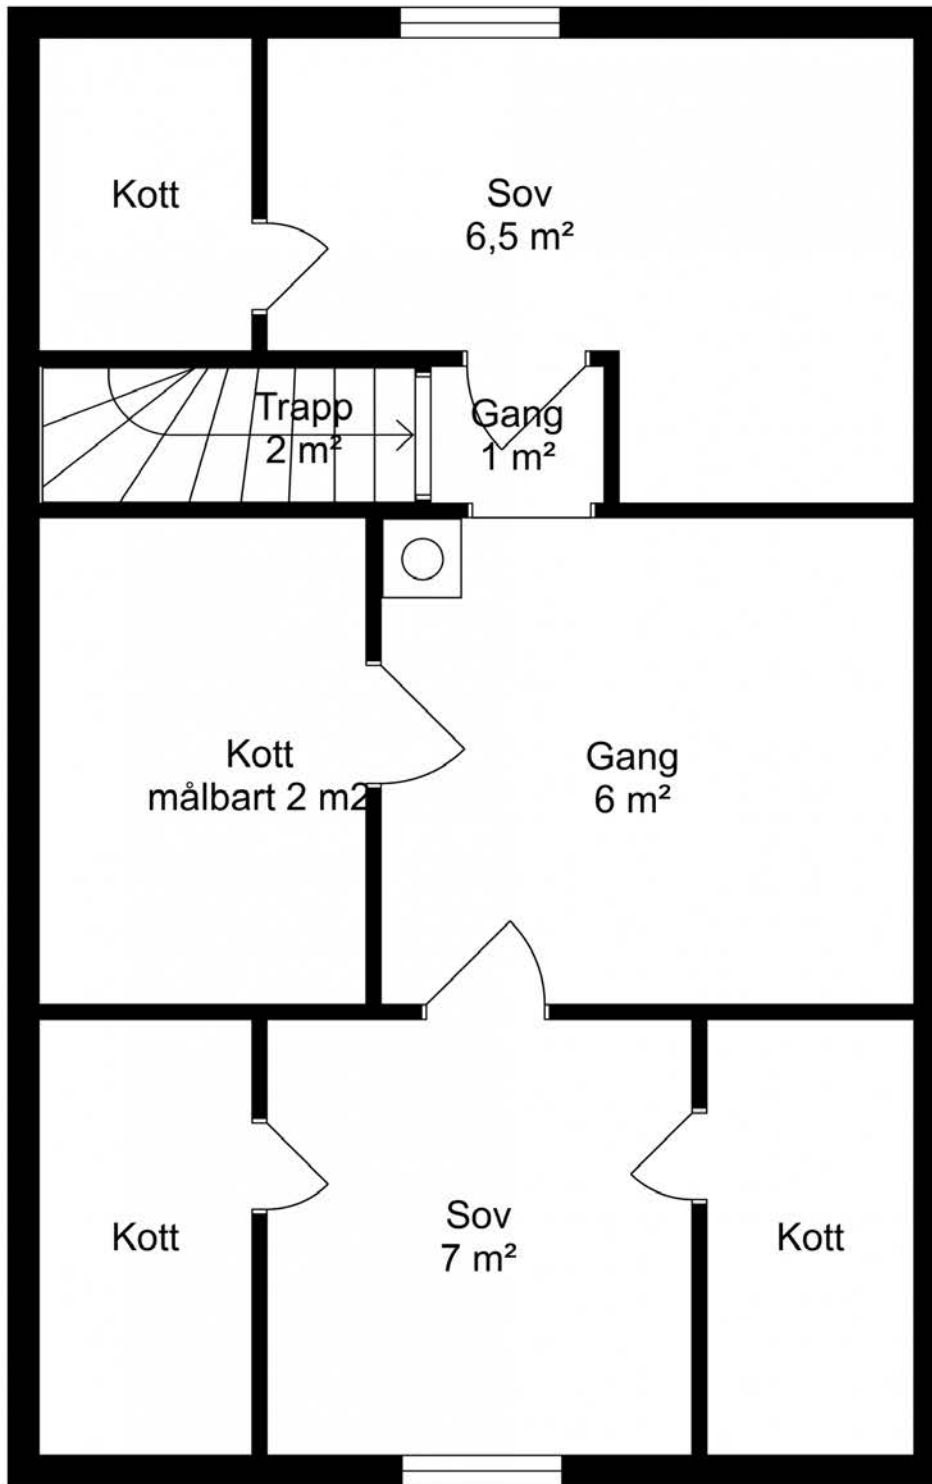 Kott
Sov
6,5 m²
Trapp
2 m²
Gang
1 m²
Kott
målbart 2 m2
Gang
6 m²
Kott
Sov
7 m²
Kott